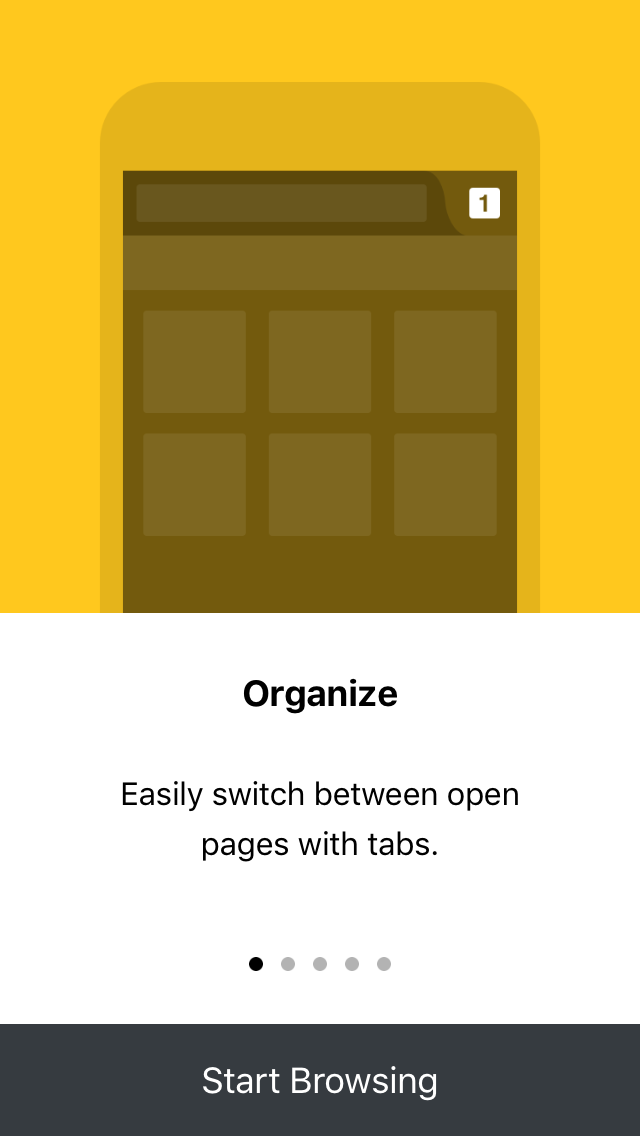 1
Organize
Easily switch between open
pages with tabs.
Start Browsing